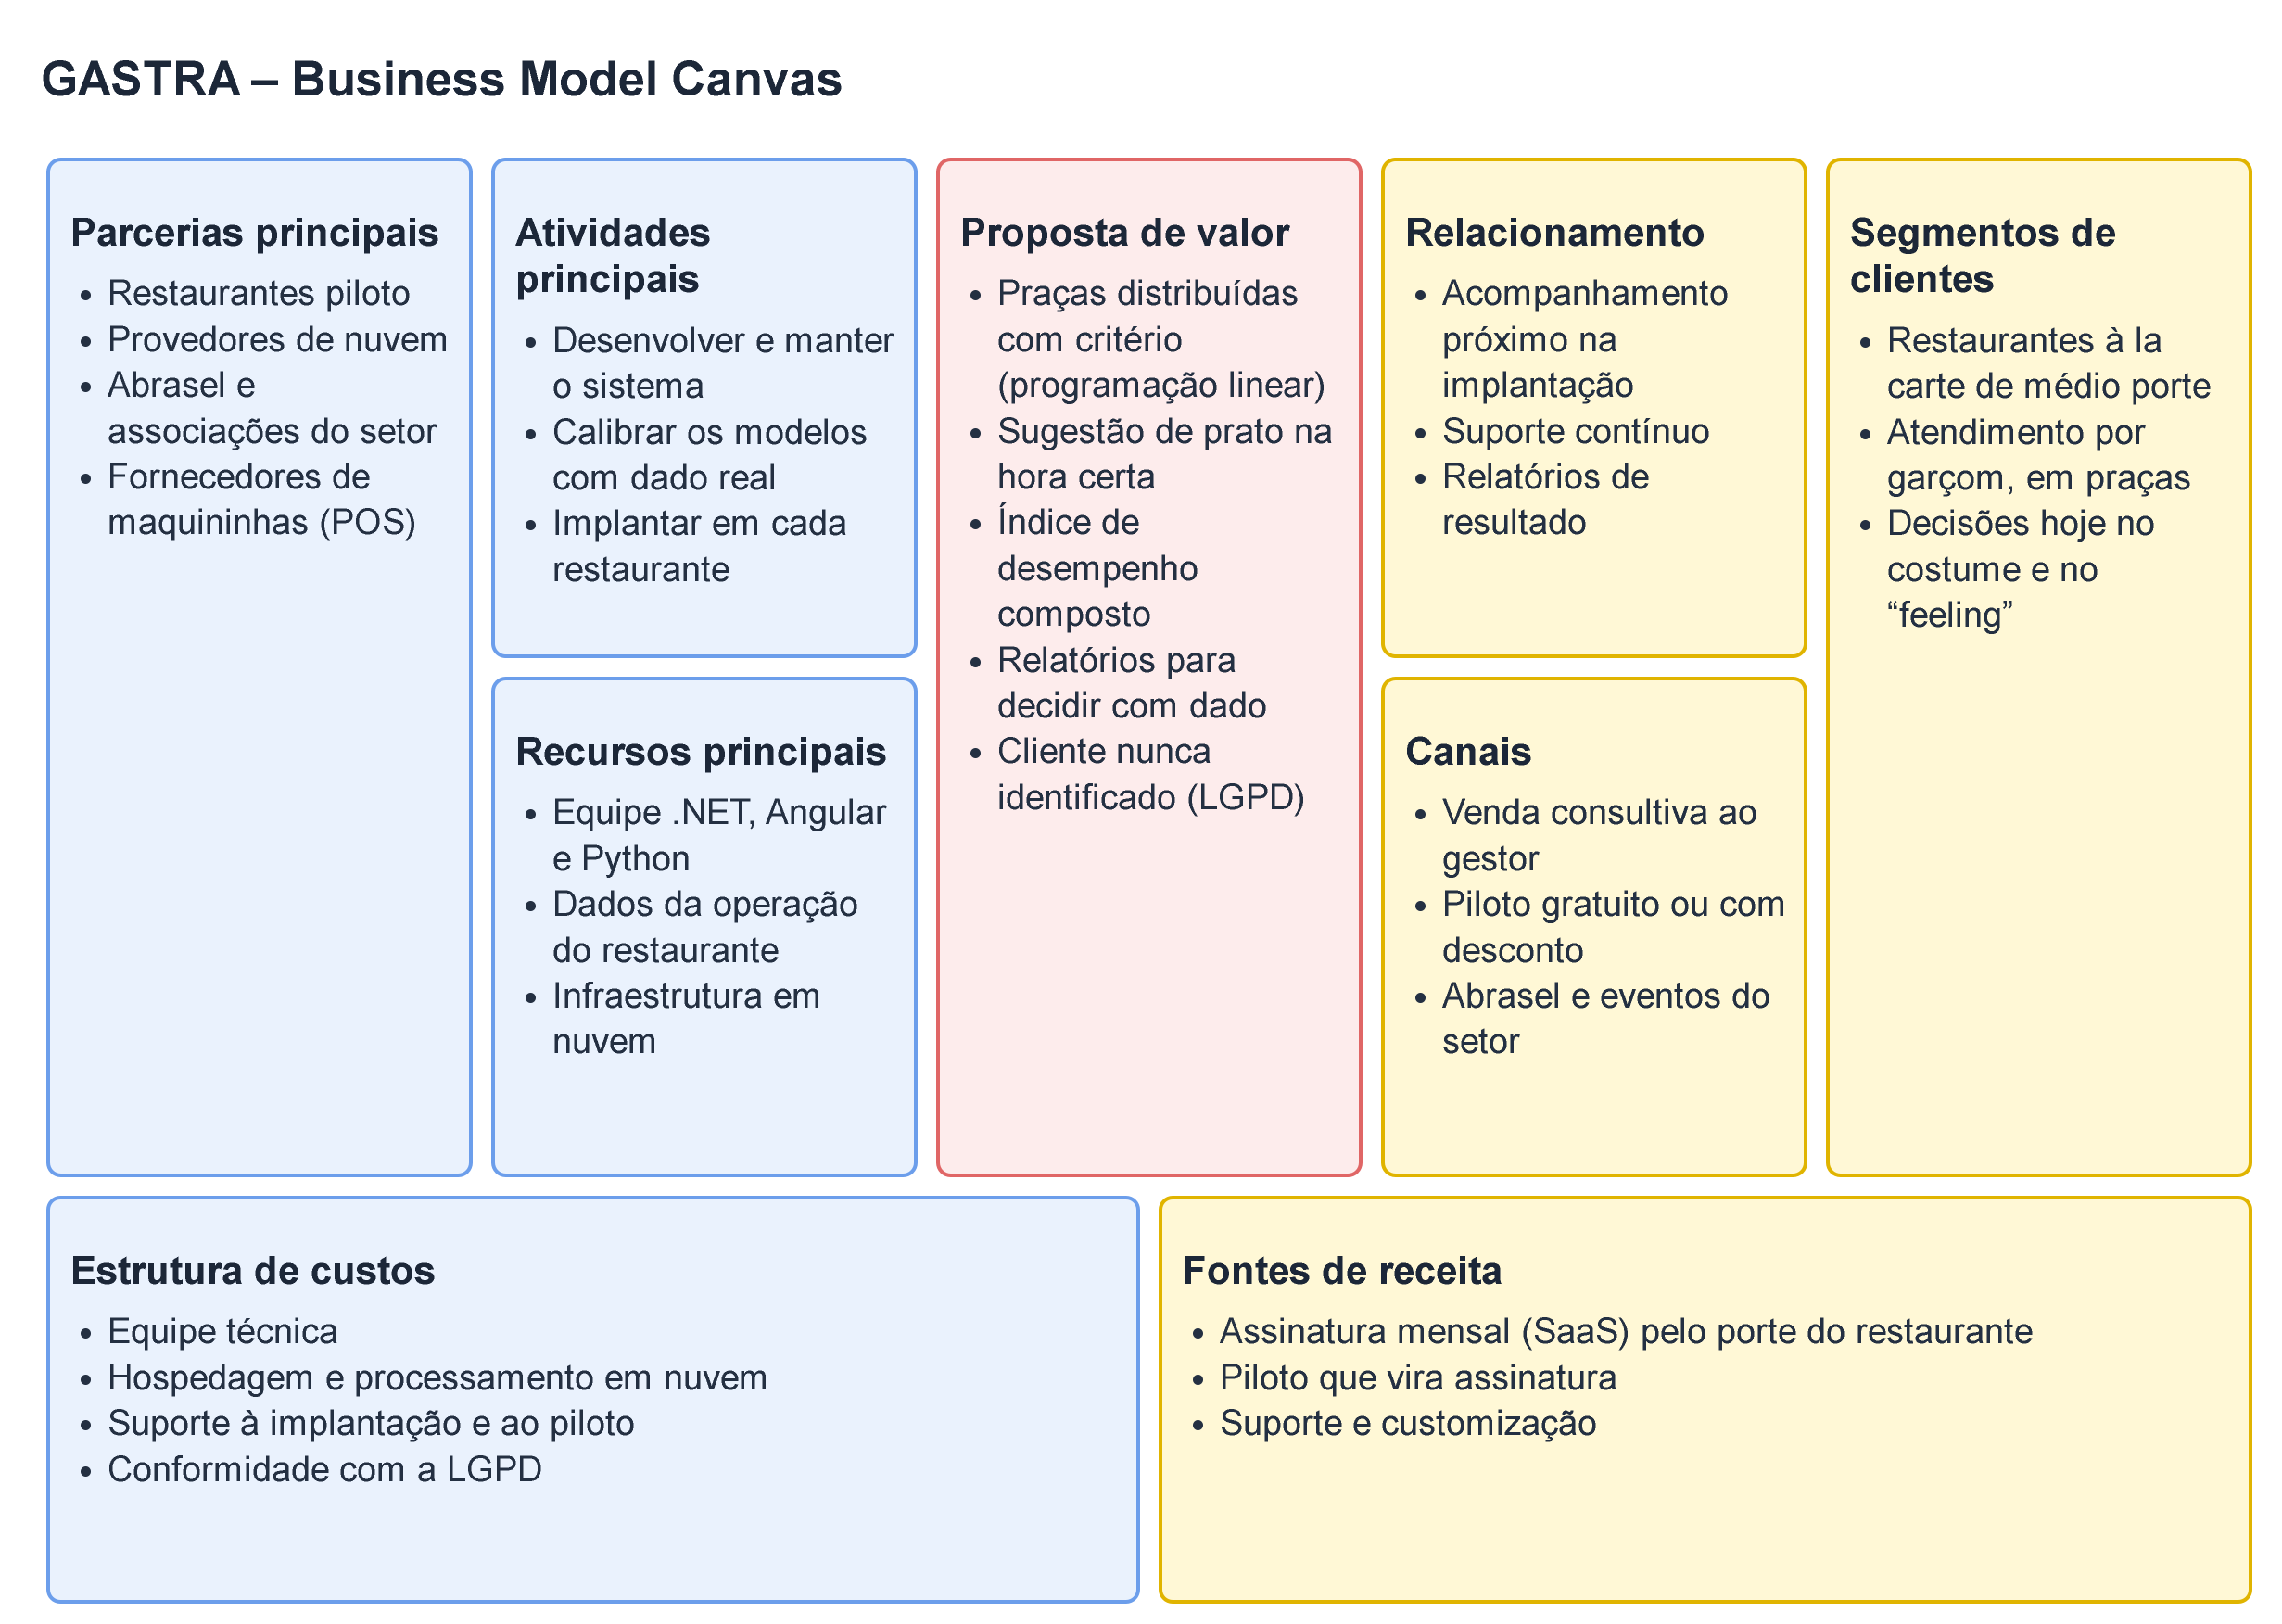 GASTRA – Business Model Canvas
Parcerias principais
• Restaurantes piloto
• Provedores de nuvem
• Abrasel e
associações do setor
• Fornecedores de
maquininhas (POS)
Atividades
principais
• Desenvolver e manter
o sistema
• Calibrar os modelos
com dado real
• Implantar em cada
restaurante
Recursos principais
• Equipe .NET, Angular
e Python
• Dados da operação
do restaurante
• Infraestrutura em
nuvem
Proposta de valor
• Praças distribuídas
com critério
(programação linear)
• Sugestão de prato na
hora certa
• Índice de
desempenho
composto
• Relatórios para
decidir com dado
• Cliente nunca
identificado (LGPD)
Relacionamento
• Acompanhamento
próximo na
implantação
• Suporte contínuo
• Relatórios de
resultado
Canais
• Venda consultiva ao
gestor
• Piloto gratuito ou com
desconto
• Abrasel e eventos do
setor
Segmentos de
clientes
• Restaurantes à la
carte de médio porte
• Atendimento por
garçom, em praças
• Decisões hoje no
costume e no
“feeling”
Estrutura de custos
• Equipe técnica
• Hospedagem e processamento em nuvem
• Suporte à implantação e ao piloto
• Conformidade com a LGPD
Fontes de receita
• Assinatura mensal (SaaS) pelo porte do restaurante
• Piloto que vira assinatura
• Suporte e customização